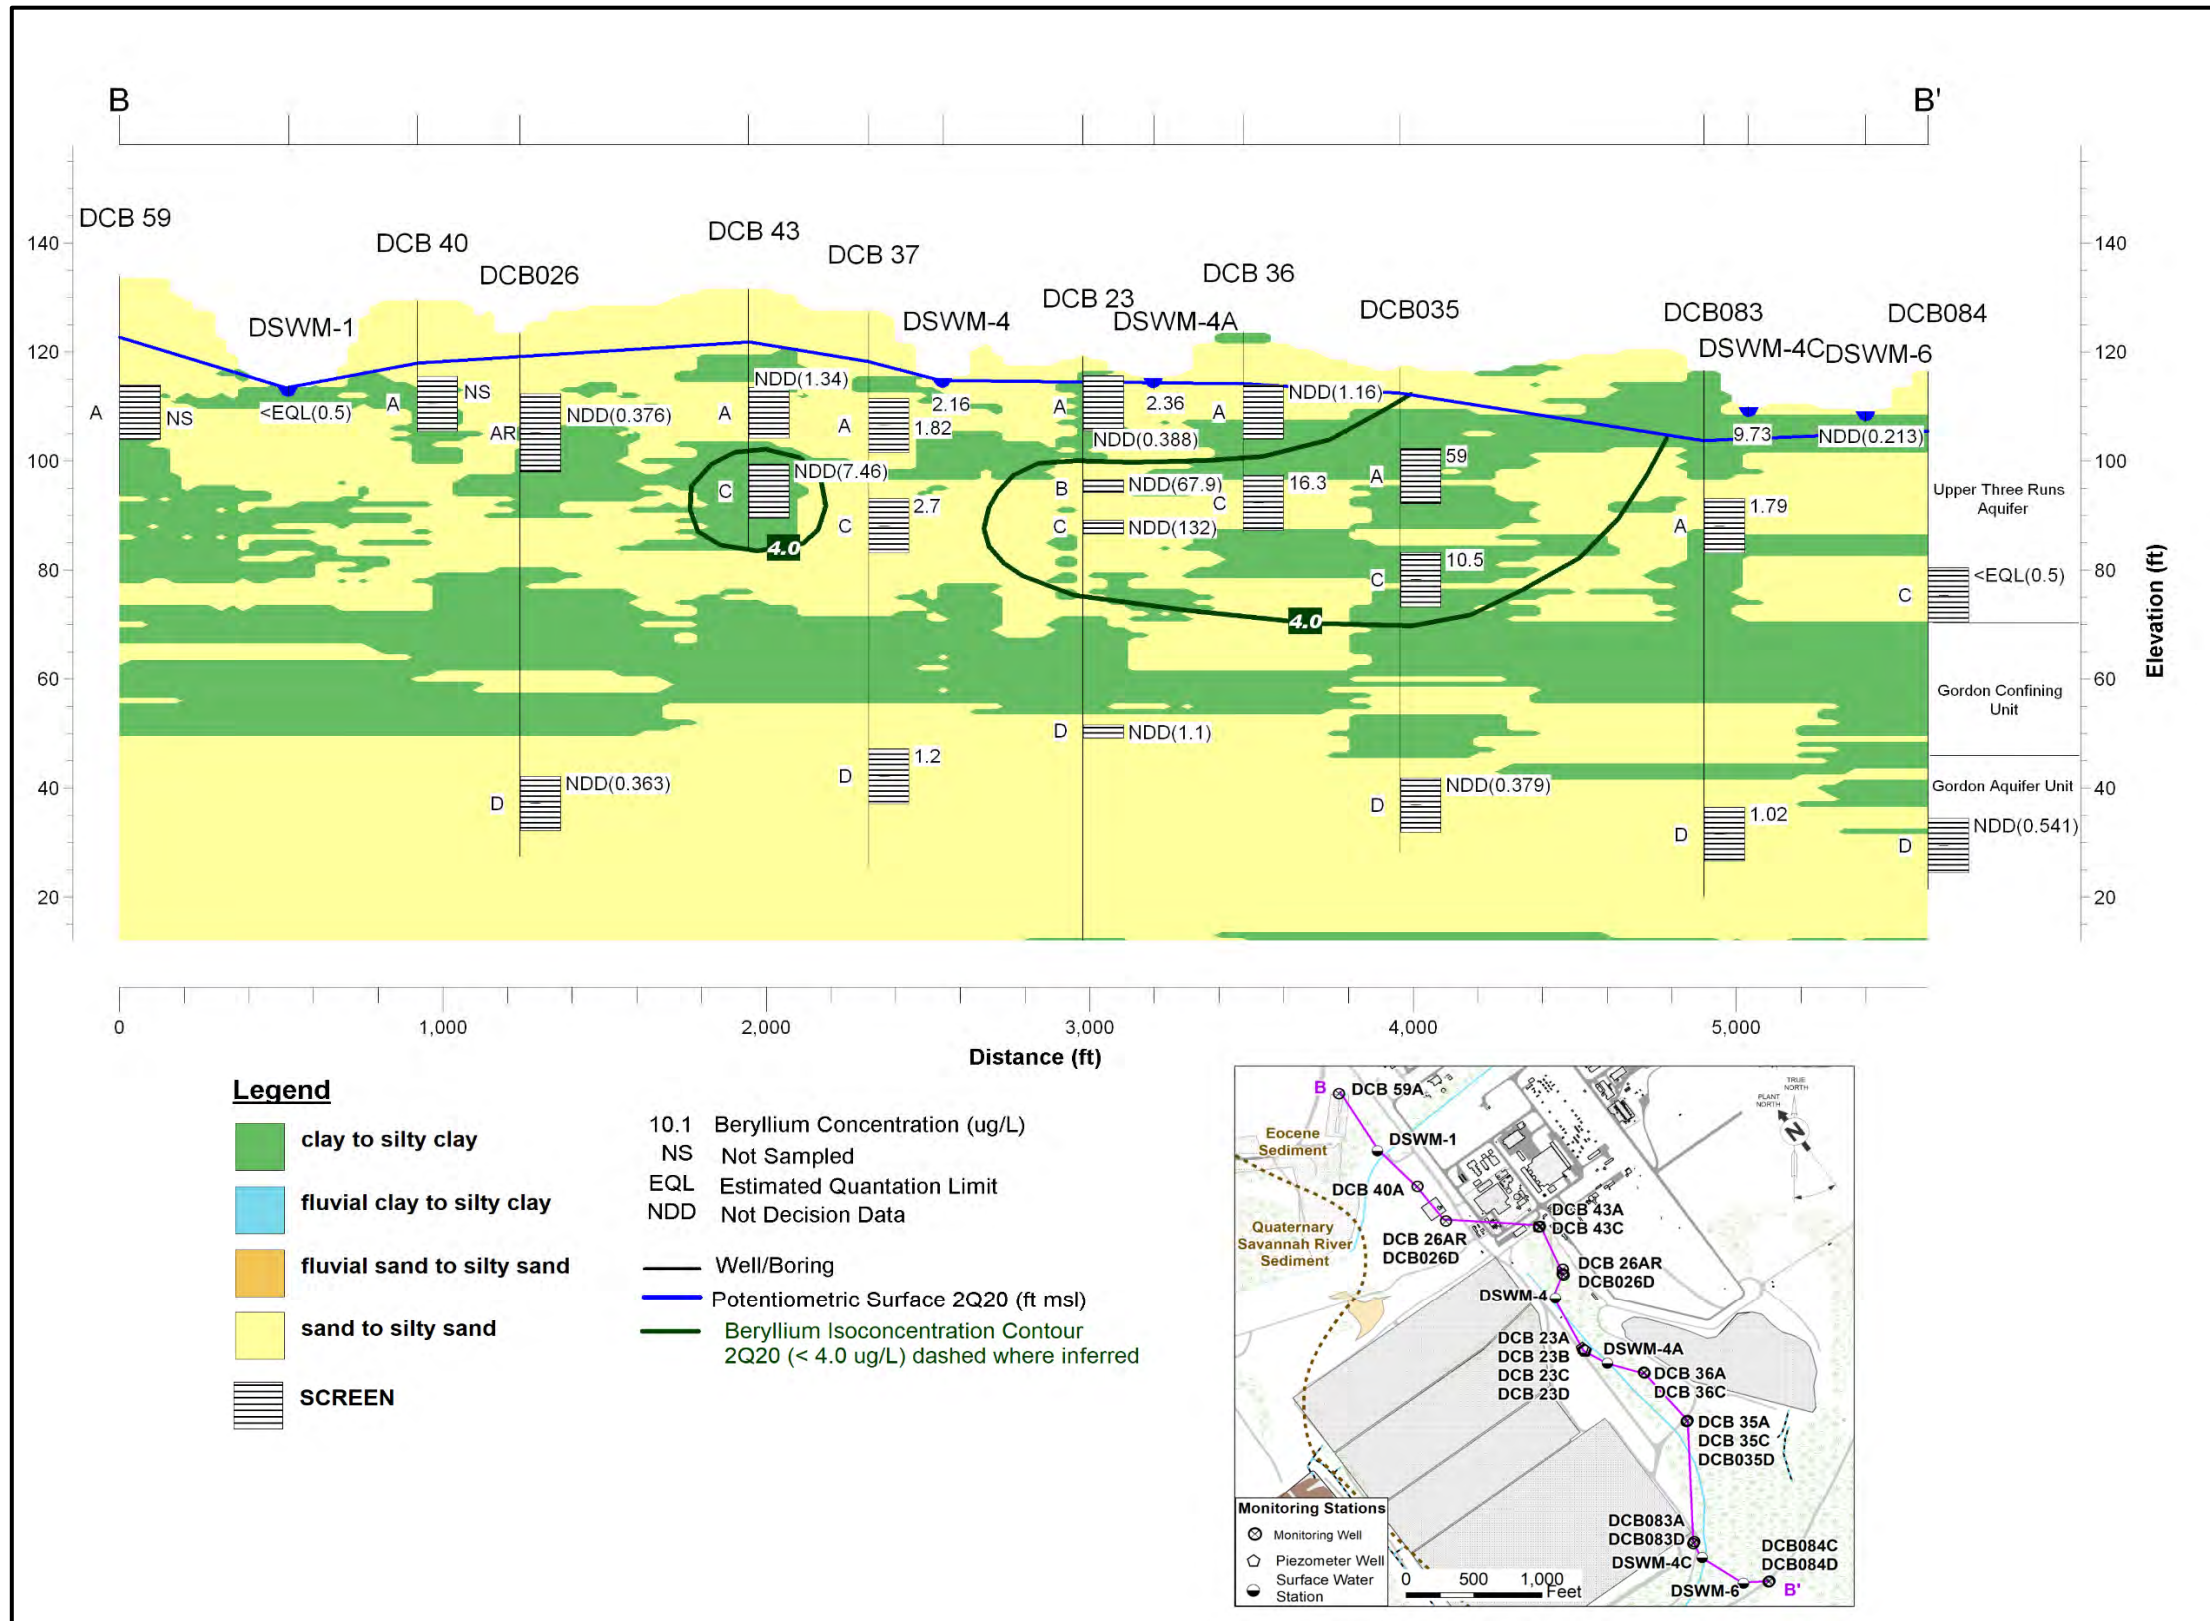 B
B'
DCB 59
DSWM-1
DCB 40
DCB026
DCB 43
DCB 37
DSWM-4
DCB 23
DSWM-4A
DCB 36
DCB035
DCB083
DSWM-4C
DSWM-6
DCB084
140
120
100
80
60
40
20
140
120
100
80
60
40
20
Elevation (ft)
A
NS
<EQL(0.5)
A
NS
AR
NDD(0.376)
D
NDD(0.363)
NDD(1.34)
A
NDD(7.46)
C
4.0
A
1.82
2.7
C
1.2
D
2.16
A
NDD(0.388)
B
NDD(67.9)
C
NDD(132)
D
NDD(1.1)
2.36
A
NDD(1.16)
16.3
C
4.0
59
A
10.5
C
NDD(0.379)
D
1.79
A
1.02
D
9.73
NDD(0.213)
<EQL(0.5)
C
NDD(0.541)
D
Upper Three Runs
Aquifer
Gordon Confining
Unit
Gordon Aquifer Unit
0
1,000
2,000
3,000
4,000
5,000
Distance (ft)
Legend
clay to silty clay
fluvial clay to silty clay
fluvial sand to silty sand
sand to silty sand
SCREEN
10.1 Beryllium Concentration (ug/L)
NS Not Sampled
EQL Estimated Quantation Limit
NDD Not Decision Data
Well/Boring
Potentiometric Surface 2Q20 (ft msl)
Beryllium Isoconcentration Contour
2Q20 (< 4.0 ug/L) dashed where inferred
B
DCB 59A
TRUE
NORTH
PLANT
NORTH
N
Eocene
Sediment
DSWM-1
DCB 40A
Quaternary
Savannah River
Sediment
DCB 26AR
DCB026D
DCB 43A
DCB 43C
DCB 26AR
DCB026D
DSWM-4
DCB 23A
DCB 23B
DCB 23C
DCB 23D
DSWM-4A
DCB 36A
DCB 36C
DCB 35A
DCB 35C
DCB035D
DCB083A
DCB083D
DSWM-4C
DSWM-6
DCB084C
DCB084D
B'
Monitoring Stations
Monitoring Well
Piezometer Well
Surface Water
Station
0 500 1,000
Feet